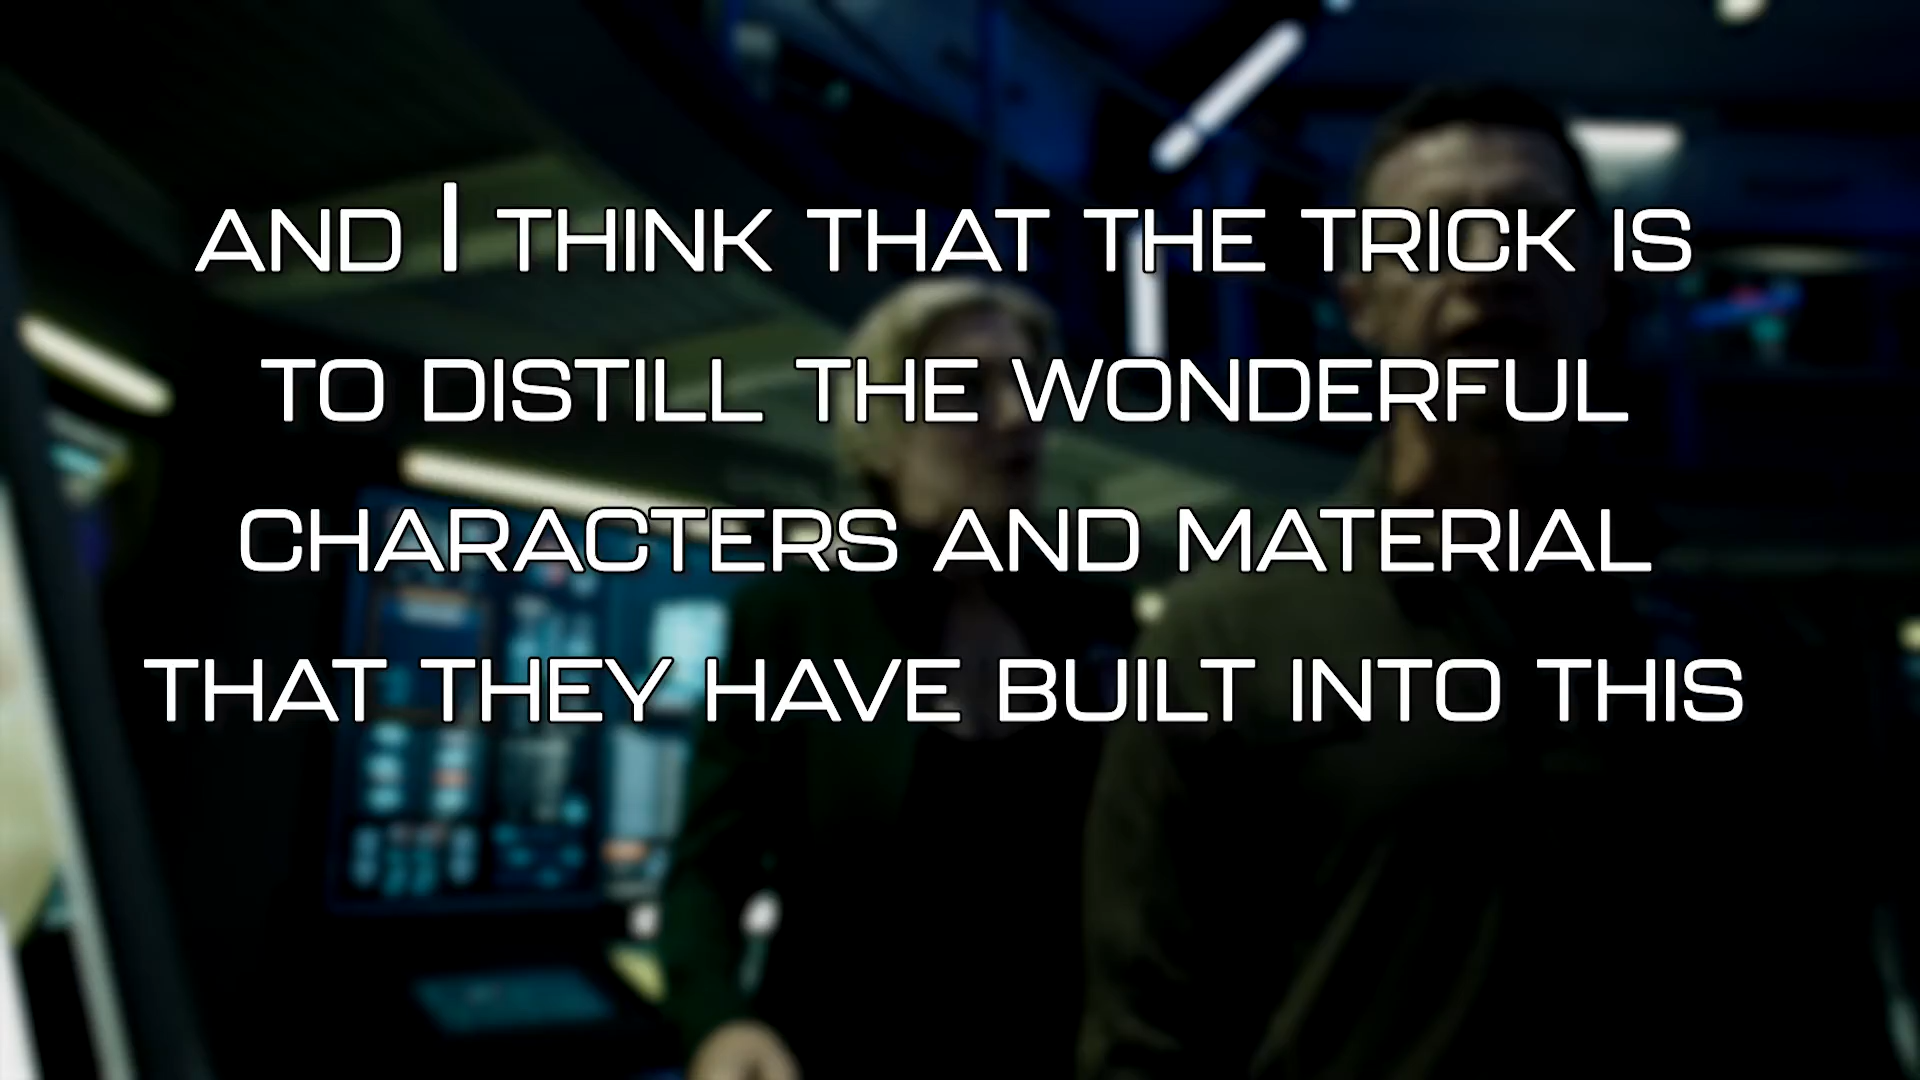 AND I THINK THAT THE TRICK IS
TO DISTILL THE WONDERFUL
CHARACTERS AND MATERIAL
THAT THEY HAVE BUILT INTO THIS